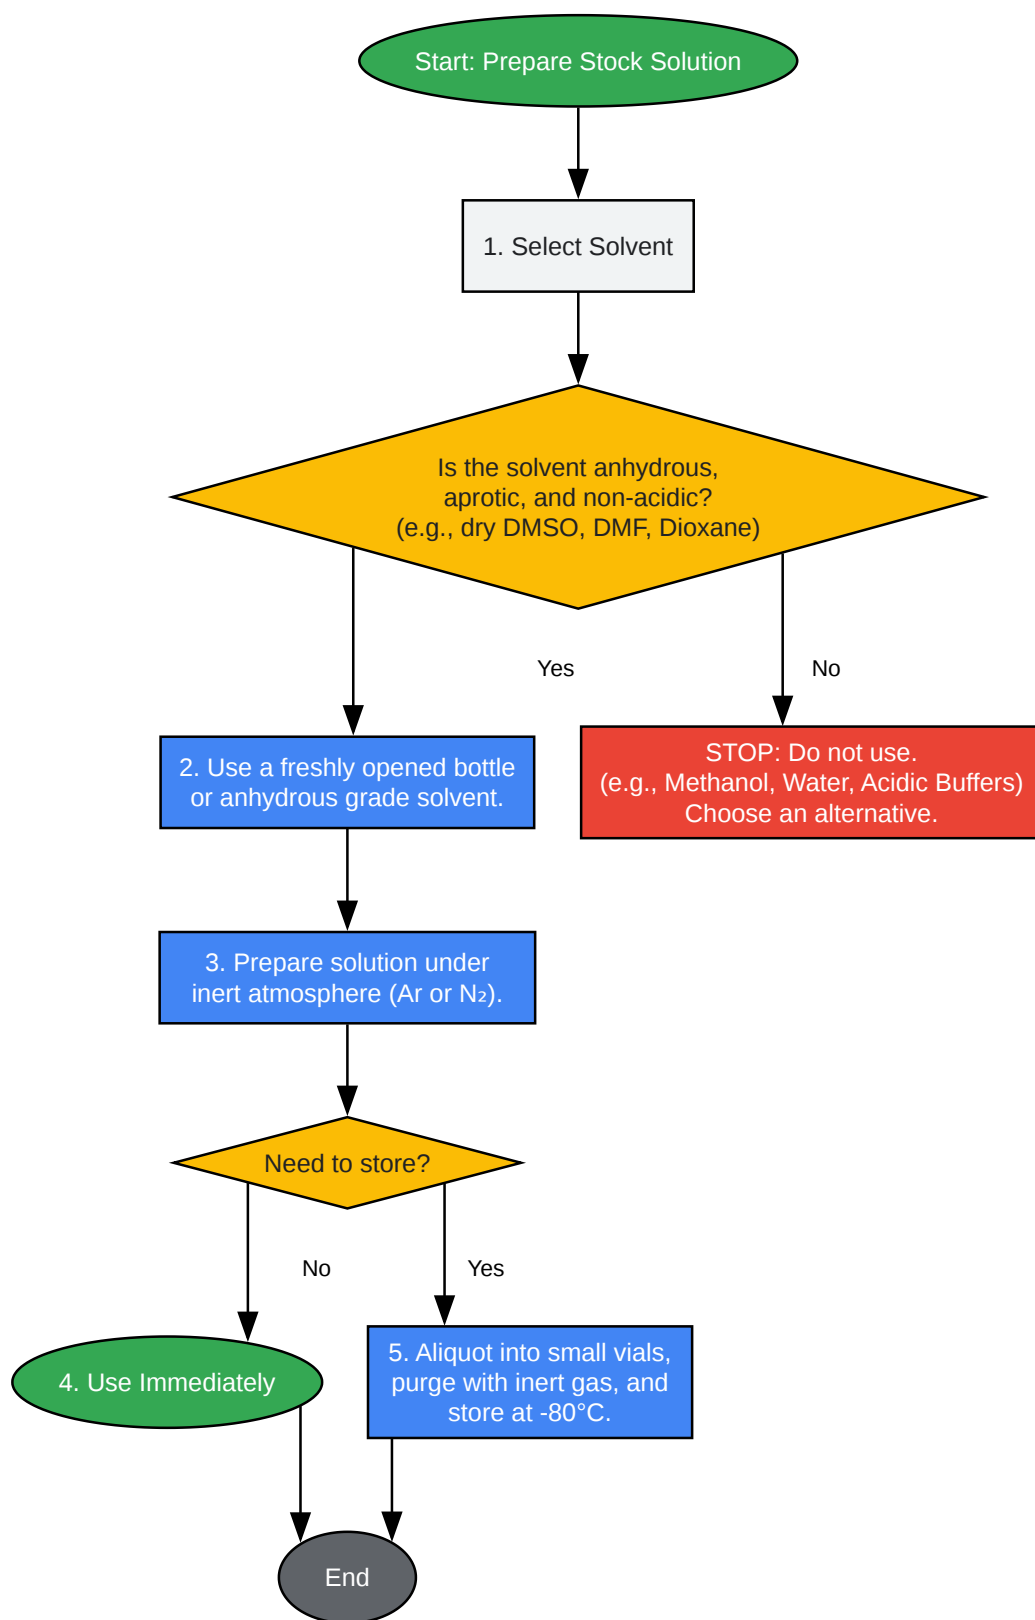 Start: Prepare Stock Solution
1. Select Solvent
Is the solvent anhydrous,
aprotic, and non-acidic?
(e.g., dry DMSO, DMF, Dioxane)
Yes
No
2. Use a freshly opened bottle
or anhydrous grade solvent.
STOP: Do not use.
(e.g., Methanol, Water, Acidic Buffers)
Choose an alternative.
3. Prepare solution under
inert atmosphere (Ar or N₂).
Need to store?
No
Yes
4. Use Immediately
5. Aliquot into small vials,
purge with inert gas, and
store at -80°C.
End